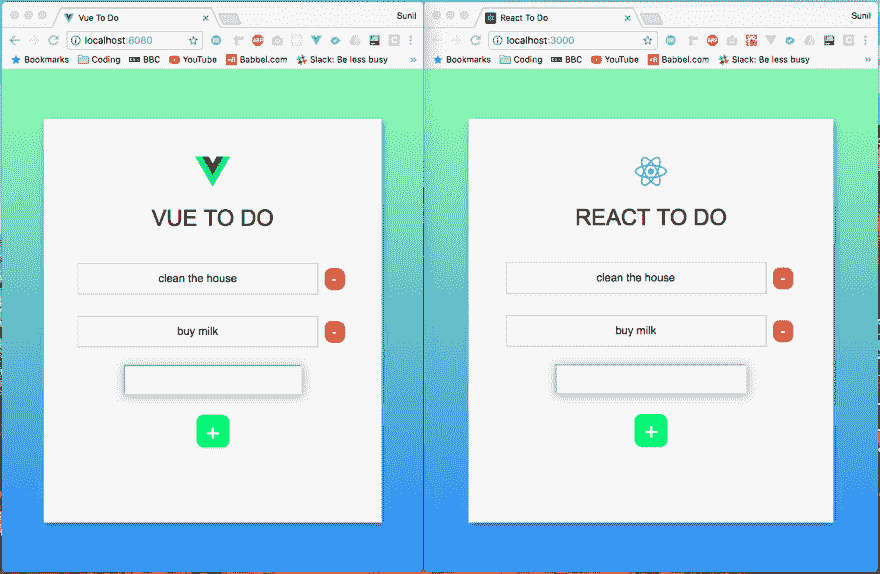 Vue To Do
Sunil
localhost:8080
Bookmarks Coding BBC YouTube Babbel.com Slack: Be less busy »
VUE TO DO
clean the house -
buy milk -
+
React To Do
Sunil
localhost:3000
Bookmarks Coding BBC YouTube Babbel.com Slack: Be less busy »
REACT TO DO
clean the house -
buy milk -
+